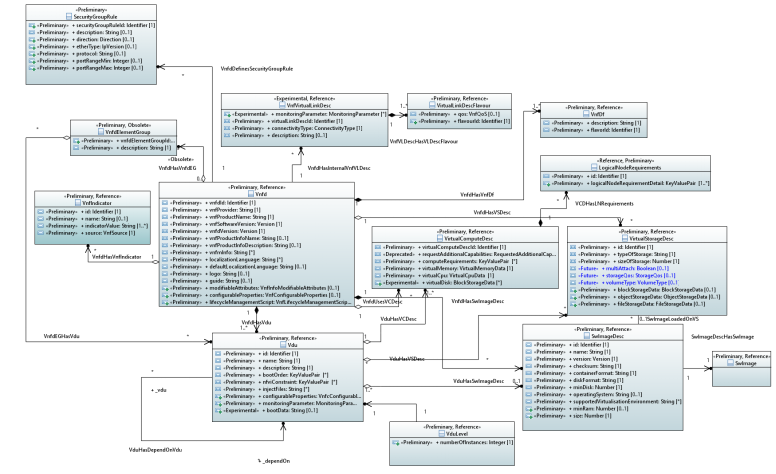 «Preliminary»
SecurityGroupRule
«Preliminary» + securityGroupRuleId: Identifier [1]
«Preliminary» + description: String [0..1]
«Preliminary» + direction: Direction [0..1]
«Preliminary» + etherType: IpVersion [0..1]
«Preliminary» + protocol: String [0..1]
«Preliminary» + portRangeMin: Integer [0..1]
«Preliminary» + portRangeMax: Integer [0..1]
VnfdDefinesSecurityGroupRule
«Experimental, Reference»
VnfVirtualLinkDesc
«Experimental» + monitoringParameter: MonitoringParameter [*]
«Preliminary» + virtualLinkDescId: Identifier [1]
«Preliminary» + connectivityType: ConnectivityType [1]
«Preliminary» + description: String [0..1]
«Preliminary, Reference»
VirtualLinkDescFlavour
«Preliminary» + qos: VnfQoS [0..1]
«Preliminary» + flavourId: Identifier [1]
VnfVLDescHasVLDescFlavour
«Preliminary, Reference»
VnfDf
«Preliminary» + description: String [1]
«Preliminary» + flavorId: String [1]
«Preliminary, Obsolete»
VnfdElementGroup
«Preliminary» + vnfdElementGroupId...
«Preliminary» + description: String [1]
«Obsolete»
VnfdHasVnfdEG
VnfdHasInternalVnfVLDesc
«Reference, Preliminary»
LogicalNodeRequirements
«Preliminary» + id: Identifier [1]
«Preliminary» + logicalNodeRequirementDetail: KeyValuePair [1..*]
VCDHasLNRequirements
«Preliminary, Reference»
VnfIndicator
«Preliminary» + id: Identifier [1]
«Preliminary» + name: String [0..1]
«Preliminary» + indicatorValue: String [1..*]
«Preliminary» + source: VnfSource [1]
VnfdHasVnfIndicator
«Preliminary, Reference»
Vnfd
«Preliminary» + vnfdId: Identifier [1]
«Preliminary» + vnfProvider: String [1]
«Preliminary» + vnfProductName: String [1]
«Preliminary» + vnfSoftwareVersion: Version [1]
«Preliminary» + vnfdVersion: Version [1]
«Preliminary» + vnfProductInfoName: String [0..1]
«Preliminary» + vnfProductInfoDescription: String [0..1]
«Preliminary» + vnfmInfo: String [*]
«Preliminary» + localizationLanguage: String [*]
«Preliminary» + defaultLocalizationLanguage: String [0..1]
«Preliminary» + logo: String [0..1]
«Preliminary» + guide: String [0..1]
«Preliminary» + modifiableAttributes: VnfInfoModifiableAttributes [0..1]
«Preliminary» + configurableProperties: VnfConfigurableProperties [0..1]
«Preliminary» + lifecycleManagementScript: VnfLifecycleManagementScrip...
VnfdHasVnfDf
VnfdHasVSDesc
«Preliminary, Reference»
VirtualComputeDesc
«Preliminary» + virtualComputeDescId: Identifier [1]
«Deprecated» + requestAdditionalCapabilities: RequestedAdditionalCap...
«Preliminary» + computeRequirements: KeyValuePair [*]
«Preliminary» + virtualMemory: VirtualMemoryData [1]
«Preliminary» + virtualCpu: VirtualCpuData [1]
«Experimental» + virtualDisk: BlockStorageData [*]
«Preliminary, Reference»
VirtualStorageDesc
«Preliminary» + id: Identifier [1]
«Preliminary» + typeOfStorage: String [1]
«Preliminary» + sizeOfStorage: Number [1]
«Future» + multiAttach: Boolean [0..1]
«Future» + storageQos: StorageQos [0..1]
«Future» + volumeType: VolumeType [0..1]
«Preliminary» + blockStorageData: BlockStorageData [0..1]
«Preliminary» + objectStorageData: ObjectStorageData [0..1]
«Preliminary» + fileStorageData: FileStorageData [0..1]
VnfdUsesVCDesc
VnfdHasSwImageDesc
VduHasVCDesc
VnfdHasVdu
1..*
VnfdEGHasVdu
«Preliminary, Reference»
Vdu
«Preliminary» + id: Identifier [1]
«Preliminary» + name: String [1]
«Preliminary» + description: String [1]
«Preliminary» + bootOrder: KeyValuePair [*]
«Preliminary» + nfviConstraint: KeyValuePair [*]
«Preliminary» + injectFiles: String [*]
«Preliminary» + configurableProperties: VnfcConfigurabl...
«Preliminary» + monitoringParameter: MonitoringPara...
«Experimental» + bootData: String [0..1]
VduHasVSDesc
VduHasSwImageDesc
0..1
0..1SwImageLoadedOnVS
«Preliminary, Reference»
SwImageDesc
«Preliminary» + id: Identifier [1]
«Preliminary» + name: String [1]
«Preliminary» + version: Version [1]
«Preliminary» + checksum: String [1]
«Preliminary» + containerFormat: String [1]
«Preliminary» + diskFormat: String [1]
«Preliminary» + minDisk: Number [1]
«Preliminary» + operatingSystem: String [0..1]
«Preliminary» + supportedVirtualisationEnvironment: String [*]
«Preliminary» + minRam: Number [0..1]
«Preliminary» + size: Number [1]
SwImageDescHasSwImage
«Preliminary, Reference»
SwImage
+ _vdu
VduHasDependOnVdu
* _dependOn
«Preliminary, Reference»
VduLevel
«Preliminary» + numberOfInstances: Integer [1]